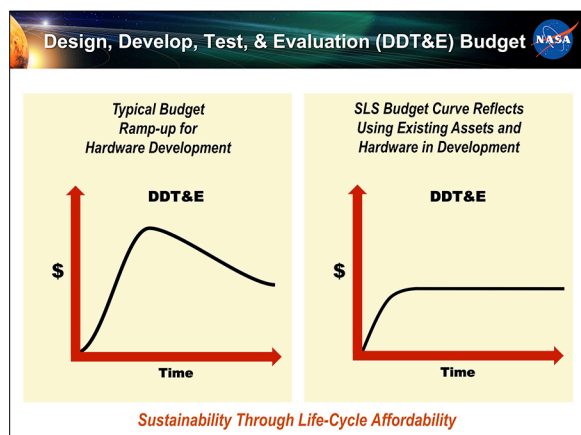 Design, Develop, Test, & Evaluation (DDT&E) Budget
NASA
Typical Budget
Ramp-up for
Hardware Development
DDT&E
$
Time
SLS Budget Curve Reflects
Using Existing Assets and
Hardware in Development
DDT&E
$
Time
Sustainability Through Life-Cycle Affordability